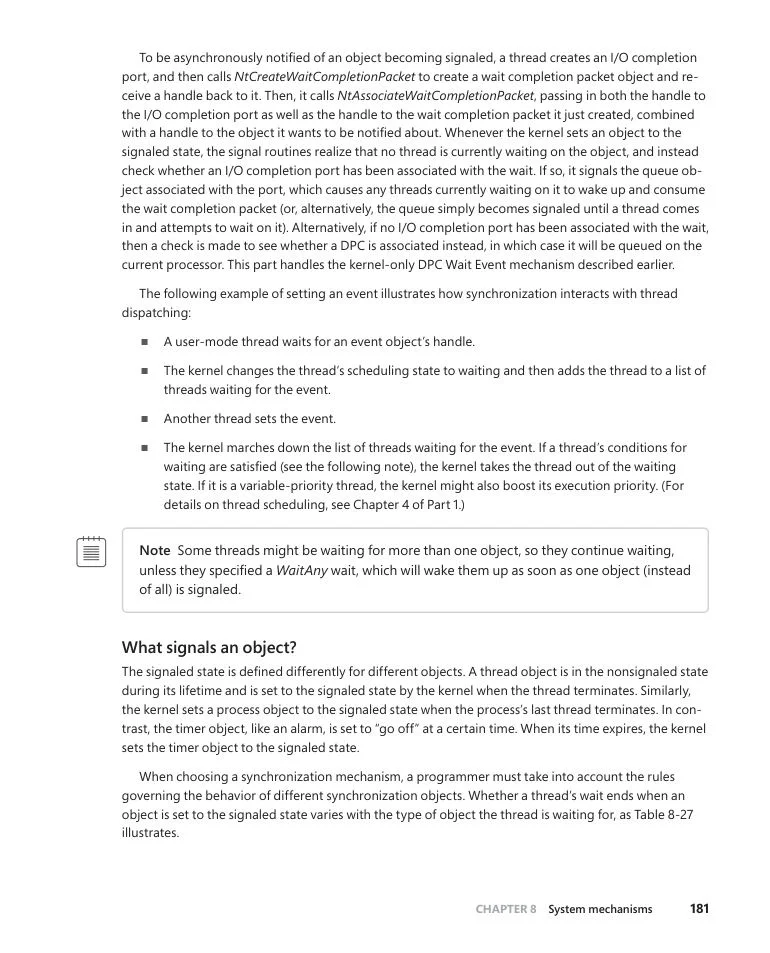 To be asynchronously notified of an object becoming signaled, a thread creates an I/O completion
port, and then calls NtCreateWaitCompletionPacket to create a wait completion packet object and re-
ceive a handle back to it. Then, it calls NtAssociateWaitCompletionPacket, passing in both the handle to
the I/O completion port as well as the handle to the wait completion packet it just created, combined
with a handle to the object it wants to be notified about. Whenever the kernel sets an object to the
signaled state, the signal routines realize that no thread is currently waiting on the object, and instead
check whether an I/O completion port has been associated with the wait. If so, it signals the queue ob-
ject associated with the port, which causes any threads currently waiting on it to wake up and consume
the wait completion packet (or, alternatively, the queue simply becomes signaled until a thread comes
in and attempts to wait on it). Alternatively, if no I/O completion port has been associated with the wait,
then a check is made to see whether a DPC is associated instead, in which case it will be queued on the
current processor. This part handles the kernel-only DPC Wait Event mechanism described earlier.
The following example of setting an event illustrates how synchronization interacts with thread
dispatching:
■ A user-mode thread waits for an event object's handle.
■ The kernel changes the thread's scheduling state to waiting and then adds the thread to a list of
threads waiting for the event.
■ Another thread sets the event.
■ The kernel marches down the list of threads waiting for the event. If a thread's conditions for
waiting are satisfied (see the following note), the kernel takes the thread out of the waiting
state. If it is a variable-priority thread, the kernel might also boost its execution priority. (For
details on thread scheduling, see Chapter 4 of Part 1.)
Note Some threads might be waiting for more than one object, so they continue waiting,
unless they specified a WaitAny wait, which will wake them up as soon as one object (instead
of all) is signaled.
What signals an object?
The signaled state is defined differently for different objects. A thread object is in the nonsignaled state
during its lifetime and is set to the signaled state by the kernel when the thread terminates. Similarly,
the kernel sets a process object to the signaled state when the process's last thread terminates. In con-
trast, the timer object, like an alarm, is set to “go off” at a certain time. When its time expires, the kernel
sets the timer object to the signaled state.
When choosing a synchronization mechanism, a programmer must take into account the rules
governing the behavior of different synchronization objects. Whether a thread's wait ends when an
object is set to the signaled state varies with the type of object the thread is waiting for, as Table 8-27
illustrates.
CHAPTER 8 System mechanisms 181